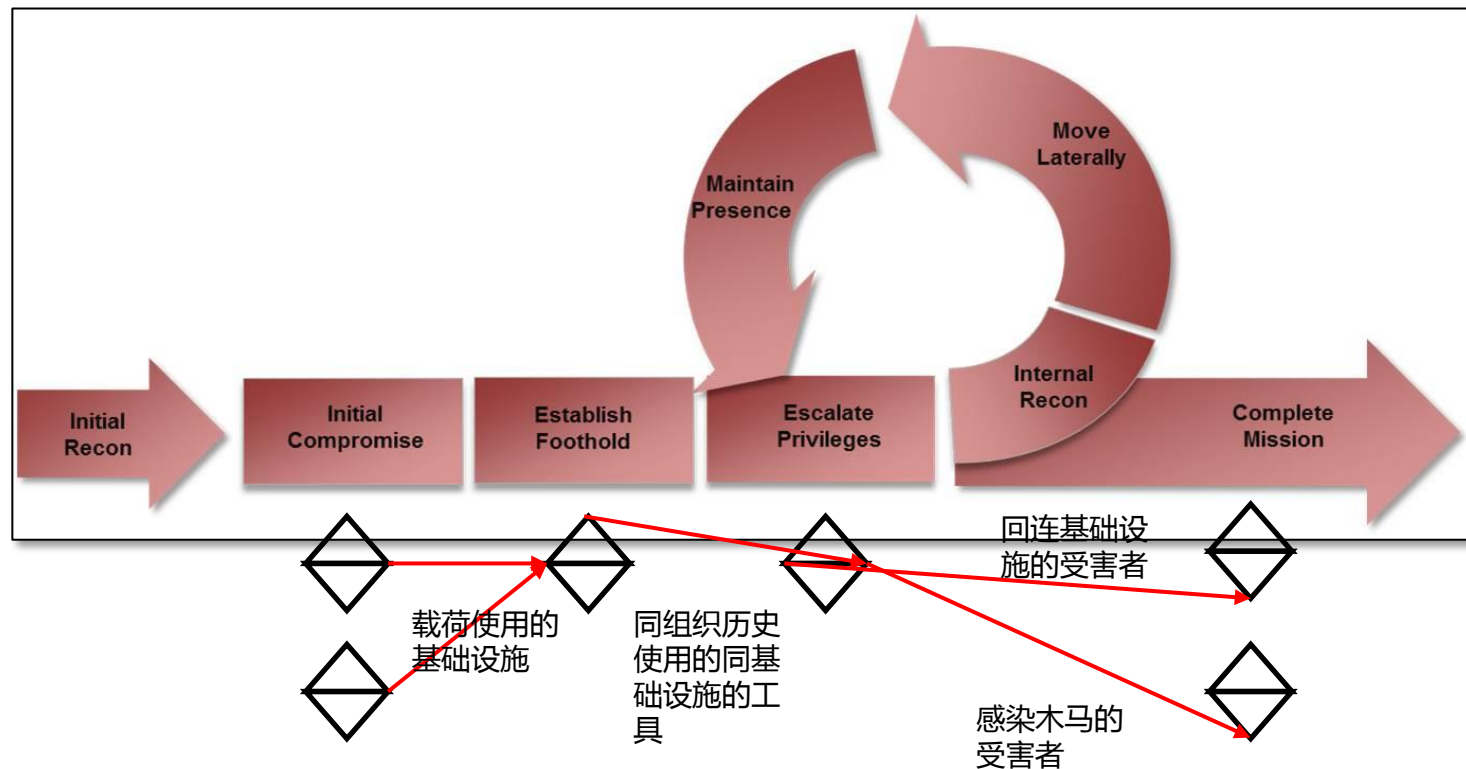 Move
Laterally
Maintain
Presence
Initial
Recon
Initial
Compromise
Establish
Foothold
Escalate
Privileges
Internal
Recon
Complete
Mission
回连基础设
施的受害者
载荷使用的
基础设施
同组织历史
使用的同基
础设施的工
具
感染木马的
受害者